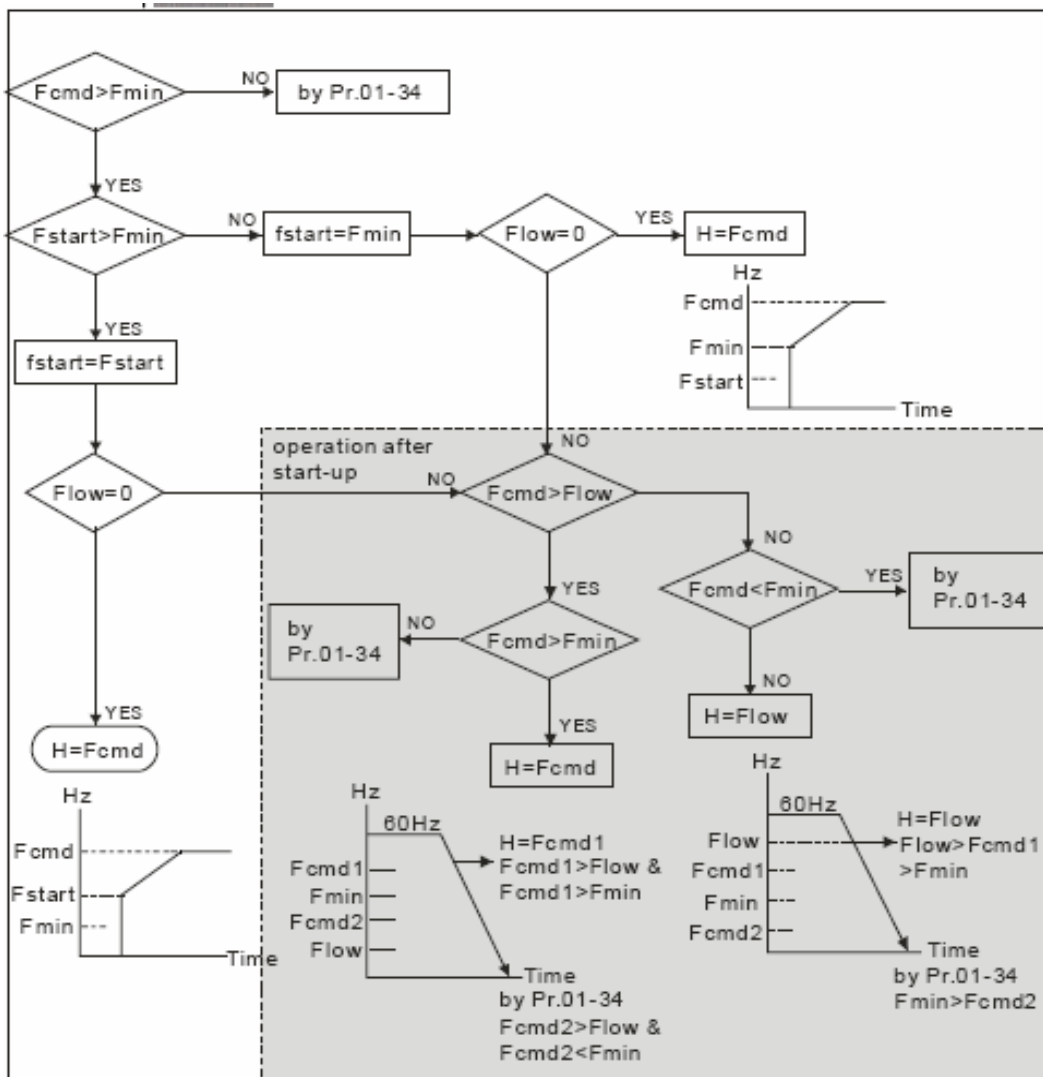 Fcmd>Fmin
NO
by Pr.01-34
YES
Fstart>Fmin
NO
fstart=Fmin
Flow=0
YES
H=Fcmd
Hz
Fcmd
Fmin
Fstart
Time
YES
fstart=Fstart
NO
operation after
start-up
Flow=0
NO
Fcmd>Flow
NO
YES
Fcmd<Fmin
YES
by
Pr.01-34
by
Pr.01-34
NO
Fcmd>Fmin
YES
H=Fcmd
NO
H=Flow
YES
H=Fcmd
Hz
Fcmd
Fstart
Fmin
Time
Hz
60Hz
H=Fcmd1
Fcmd1>Flow &
Fcmd1>Fmin
Fcmd1
Fmin
Fcmd2
Flow
Time
by Pr.01-34
Fcmd2>Flow &
Fcmd2<Fmin
Hz
60Hz
H=Flow
Flow>Fcmd1
>Fmin
Flow
Fcmd1
Fmin
Fcmd2
Time
by Pr.01-34
Fmin>Fcmd2